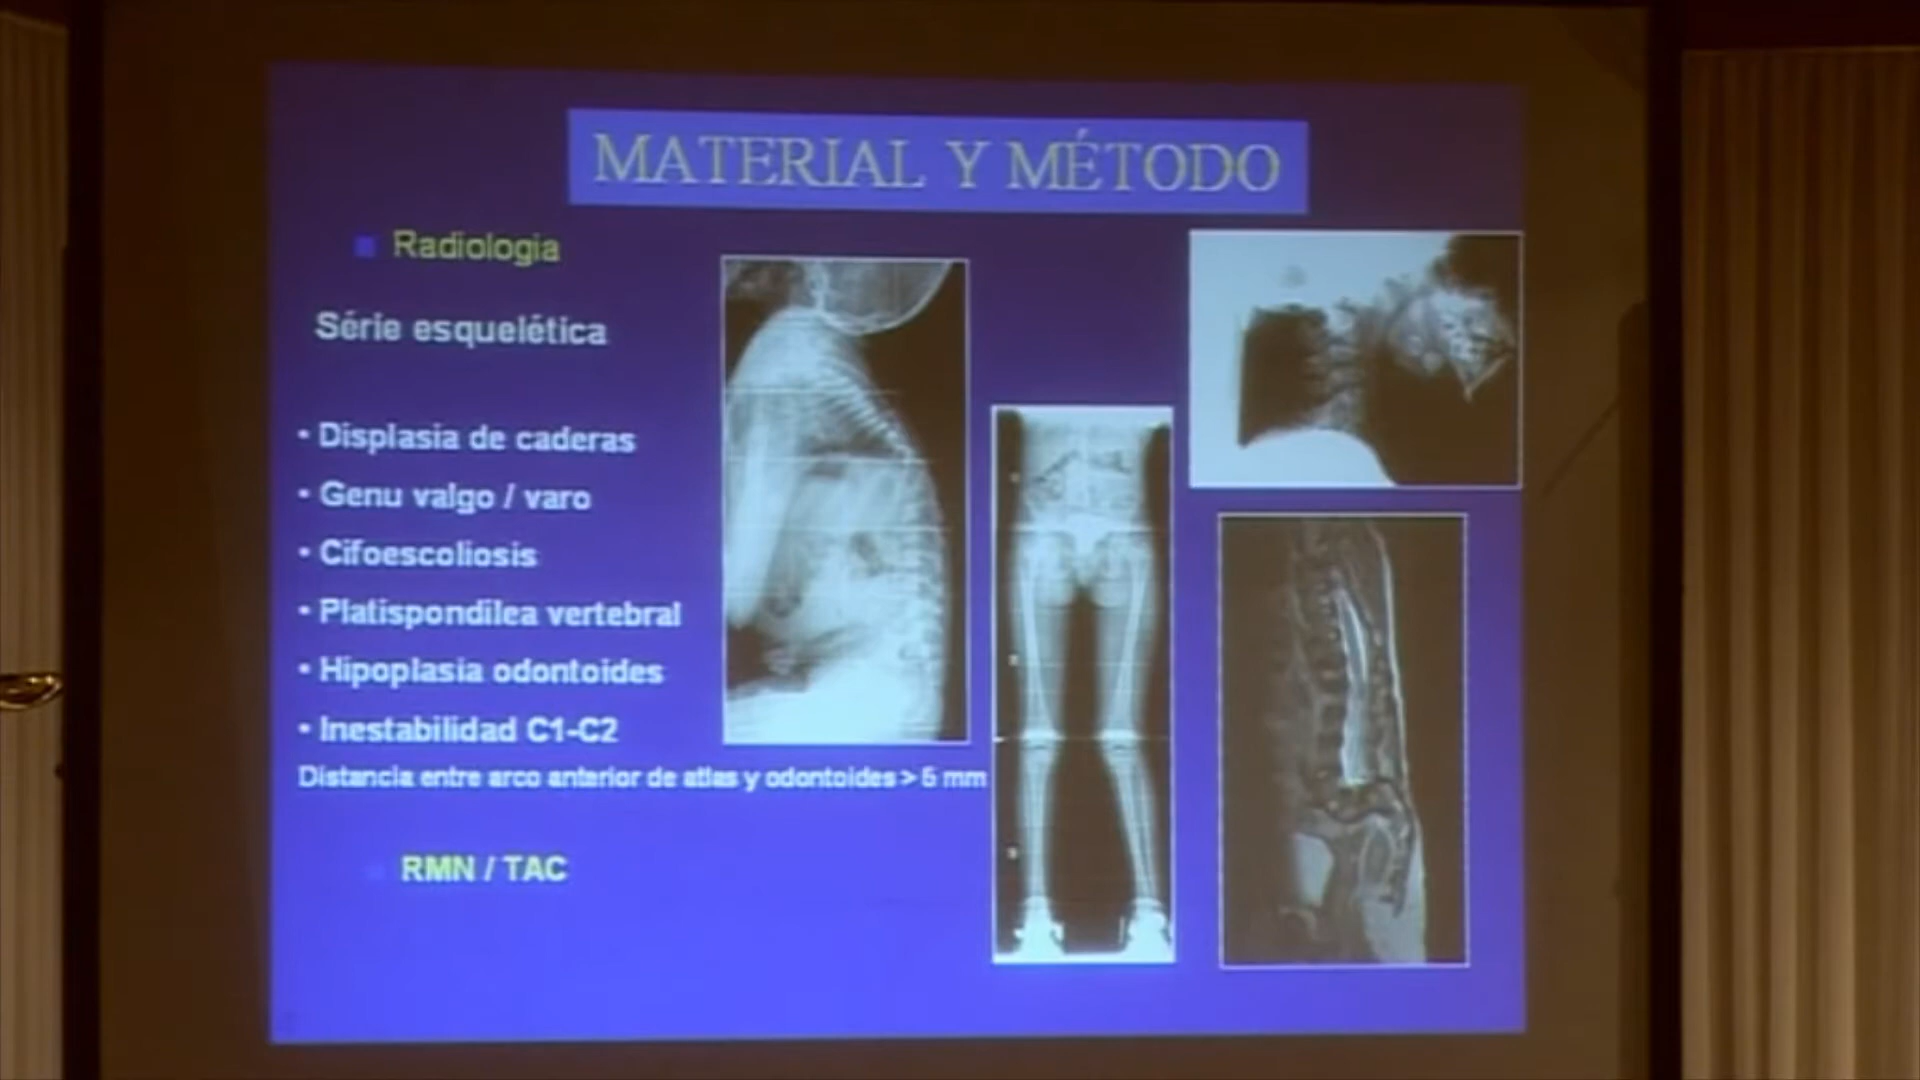 MATERIAL Y MÉTODO
Radiologia
Série esquelética
• Displasia de caderas
• Genu valgo / varo
• Cifoescoliosis
• Platispondilea vertebral
• Hipoplasia odontoides
• Inestabilidad C1-C2
Distancia entre arco anterior de atlas y odontoides > 5 mm
RMN / TAC